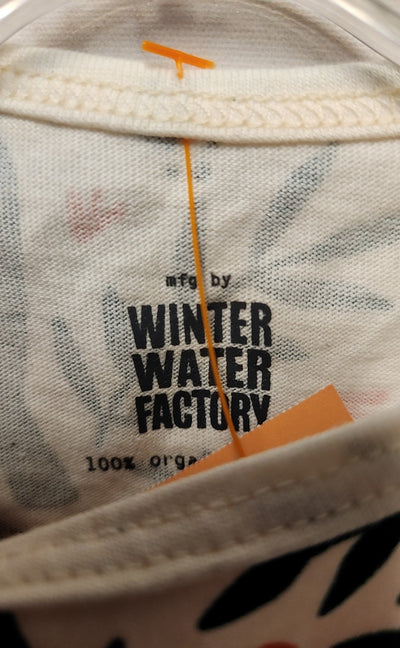 mfg by
WINTER
WATER
FACTORY
100%